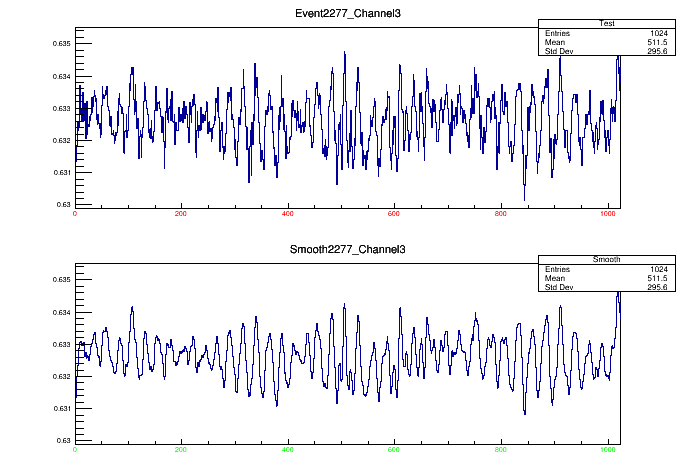 Event2277_Channel3
Test
Entries 1024
Mean 511.5
Std Dev 295.6
0.635
0.634
0.633
0.632
0.631
0.63
0 200 400 600 800 1000
Smooth2277_Channel3
Smooth
Entries 1024
Mean 511.5
Std Dev 295.6
0.635
0.634
0.633
0.632
0.631
0.63
0 200 400 600 800 1000